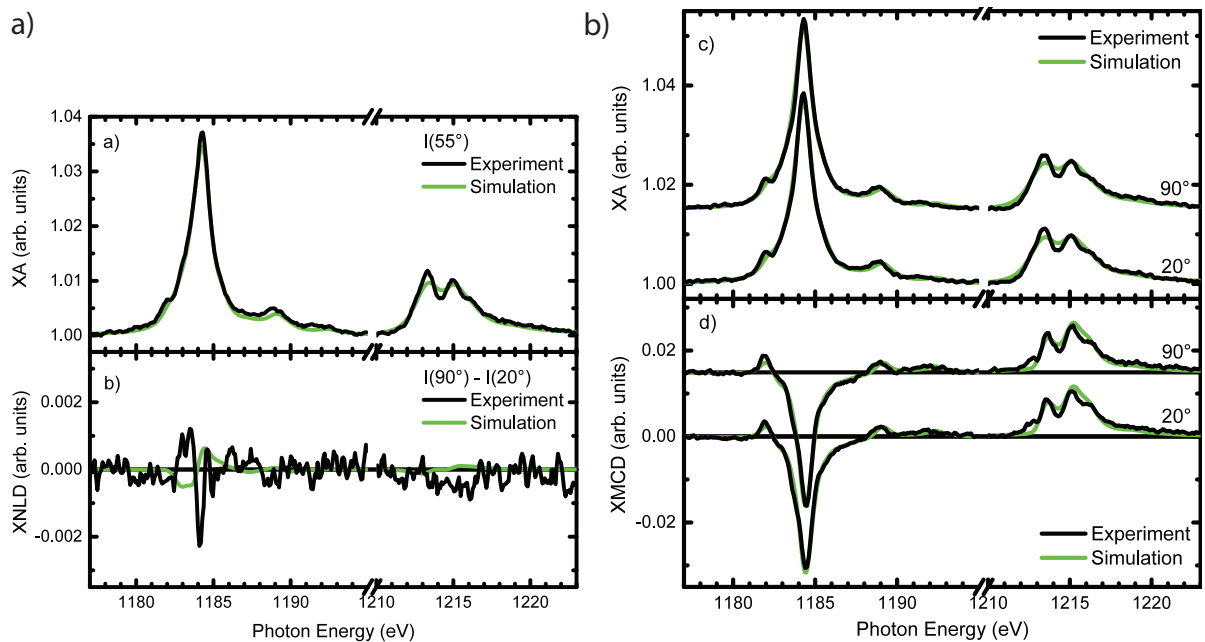 a)
1.04
1.03
1.02
1.01
1.00
XA (arb. units)
a)
I(55°)
Experiment
Simulation
b)
I(90°) - I(20°)
Experiment
Simulation
0.002
0.000
-0.002
XNLD (arb. units)
1180 1185 1190 1210 1215 1220
Photon Energy (eV)
b)
c)
Experiment
Simulation
1.04
1.02
1.00
XA (arb. units)
90°
20°
d)
90°
20°
0.02
0.00
-0.02
XMCD (arb. units)
Experiment
Simulation
1180 1185 1190 1210 1215 1220
Photon Energy (eV)